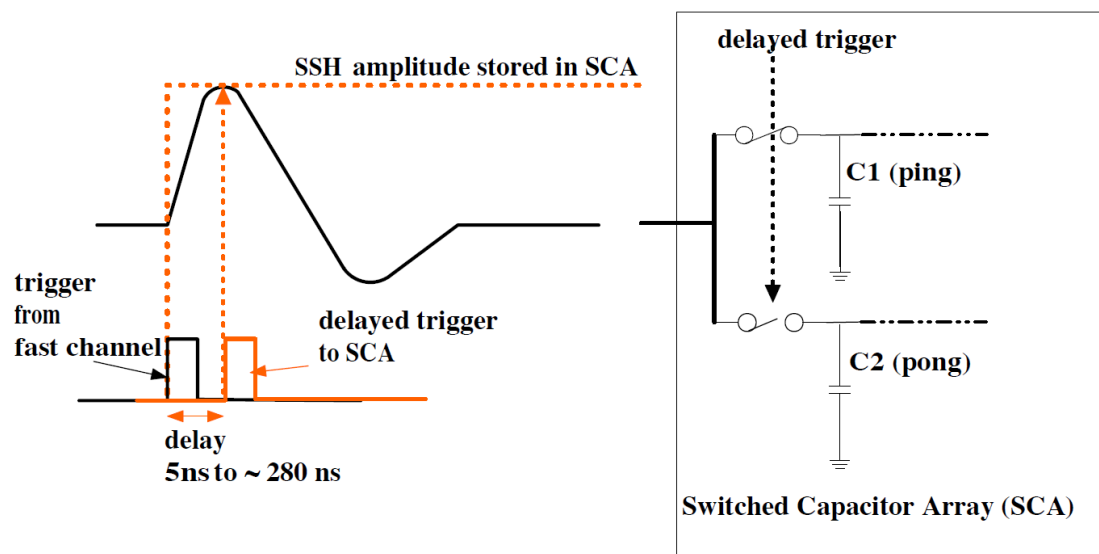 SSH amplitude stored in SCA
trigger
from
fast channel
delayed trigger
to SCA
delay
5ns to ~ 280 ns
delayed trigger
C1 (ping)
C2 (pong)
Switched Capacitor Array (SCA)